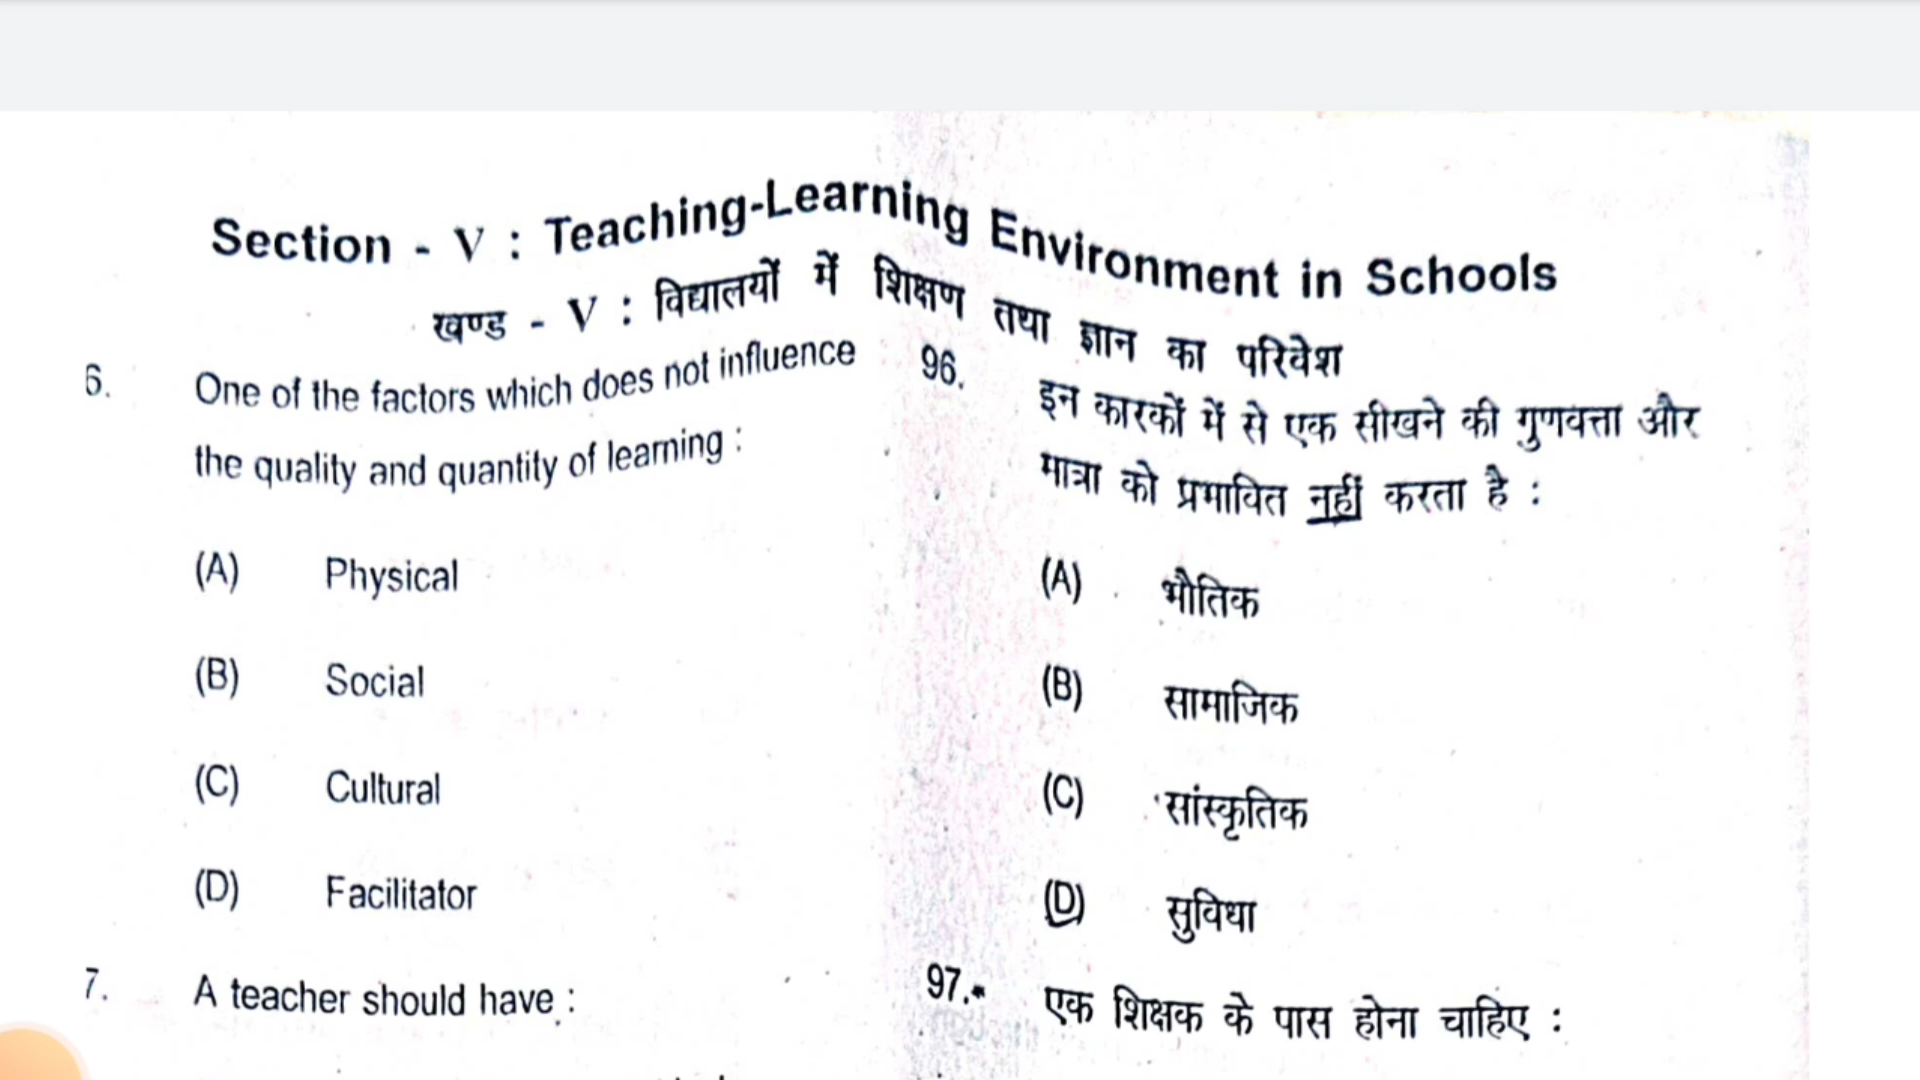 Section - V : Teaching-Learning Environment in Schools
खण्ड - V : विद्यालयों में शिक्षण तथा ज्ञान का परिवेश
6. One of the factors which does not influence
the quality and quantity of learning :
(A) Physical
(B) Social
(C) Cultural
(D) Facilitator
7. A teacher should have :
96. इन कारकों में से एक सीखने की गुणवत्ता और
मात्रा को प्रभावित नहीं करता है :
(A) भौतिक
(B) सामाजिक
(C) सांस्कृतिक
(D) सुविधा
97. एक शिक्षक के पास होना चाहिए :